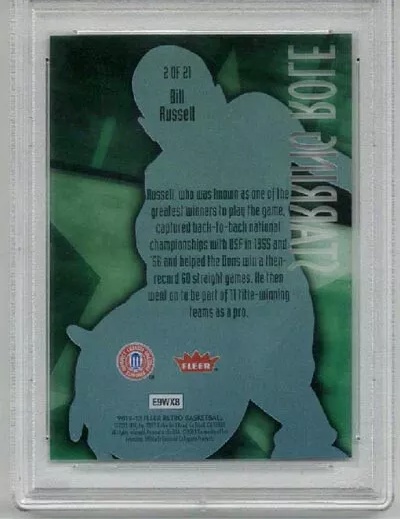 2 OF 21
Bill
Russell
STARRING ROLE
Russell, who was known as one of the
greatest winners to play the game,
captured back-to-back national
championships with USF in 1955 and
'56 and helped the Dons win a then-
record 60 straight games. He then
went on to be part of 11 title-winning
teams as a pro.
FLEER
E9WX8
FLEER RETRO BASKETBALL